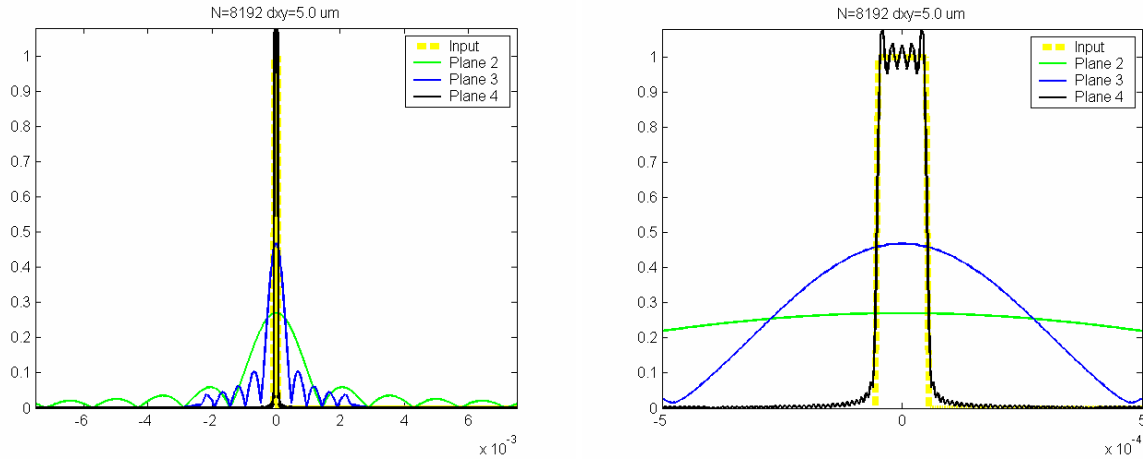 N=8192 dxy=5.0 um
1
0.9
0.8
0.7
0.6
0.5
0.4
0.3
0.2
0.1
0
Input
Plane 2
Plane 3
Plane 4
-6 -4 -2 0 2 4 6
x 10^-3
N=8192 dxy=5.0 um
1
0.9
0.8
0.7
0.6
0.5
0.4
0.3
0.2
0.1
0
Input
Plane 2
Plane 3
Plane 4
-5 0 5
x 10^-4